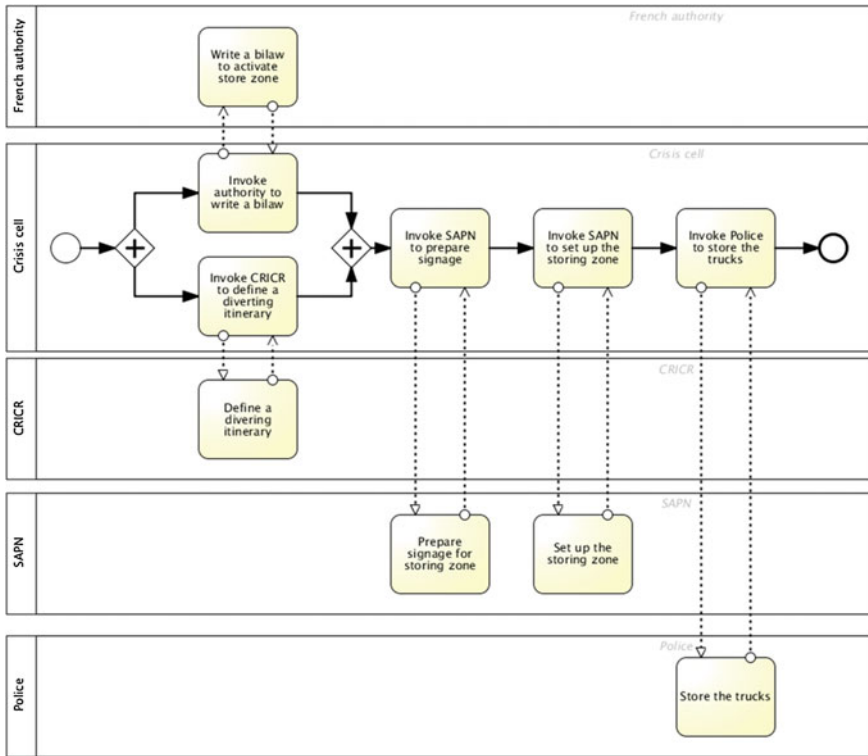 French authority
French authority
Write a bilaw
to activate
store zone
Crisis cell
Crisis cell
Invoke
authority to
write a bilaw
Invoke CRICR
to define a
diverting
itinerary
Invoke SAPN
to prepare
signage
Invoke SAPN
to set up the
storing zone
Invoke Police
to store the
trucks
CRICR
CRICR
Define a
divering
itinerary
SAPN
SAPN
Prepare
signage for
storing zone
Set up the
storing zone
Police
Police
Store the trucks